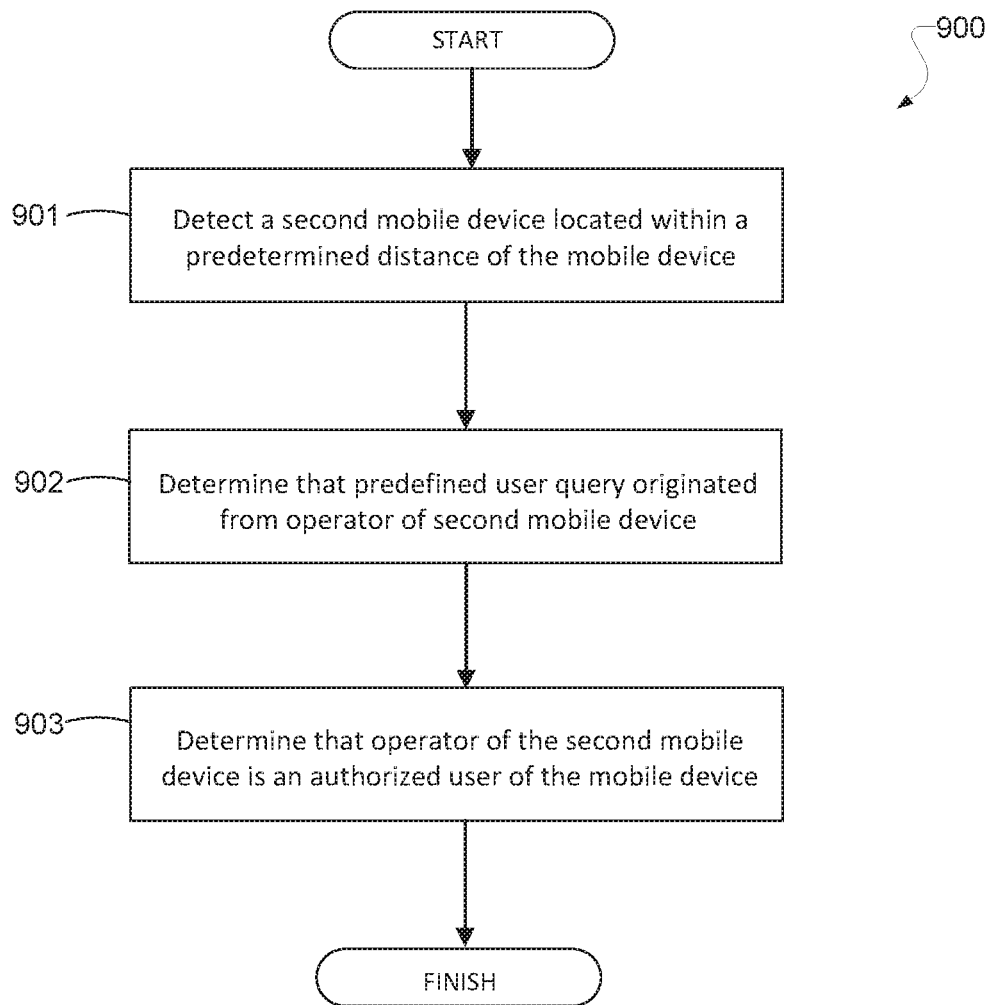 START
900
901
Detect a second mobile device located within a
predetermined distance of the mobile device
902
Determine that predefined user query originated
from operator of second mobile device
903
Determine that operator of the second mobile
device is an authorized user of the mobile device
FINISH